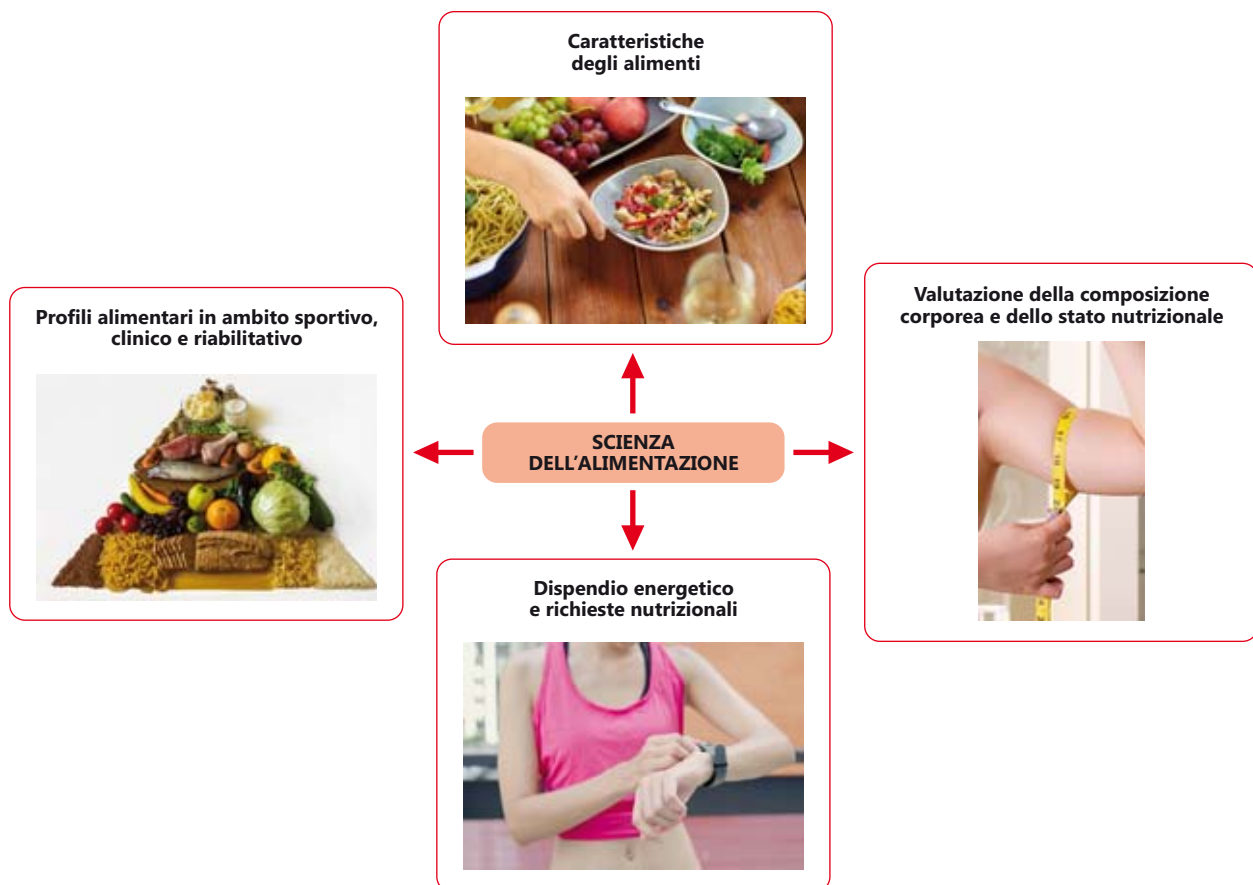 Caratteristiche
degli alimenti
Profili alimentari in ambito sportivo,
clinico e riabilitativo
Valutazione della composizione
corporea e dello stato nutrizionale
SCIENZA
DELL’ALIMENTAZIONE
Dispendio energetico
e richieste nutrizionali